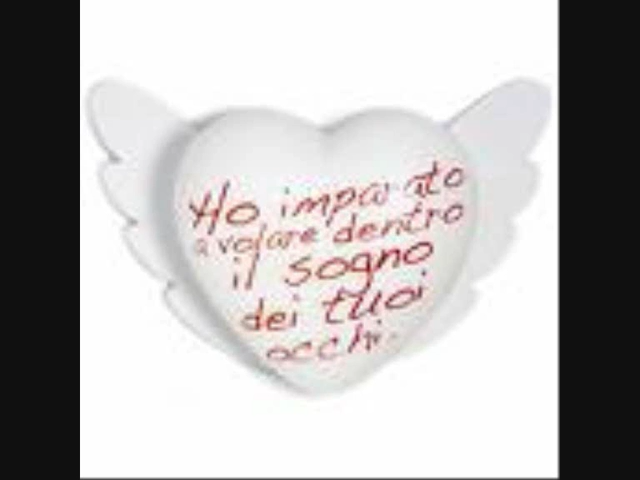 Ho imparato
a volare dentro
il sogno
dei tuoi
occhi.